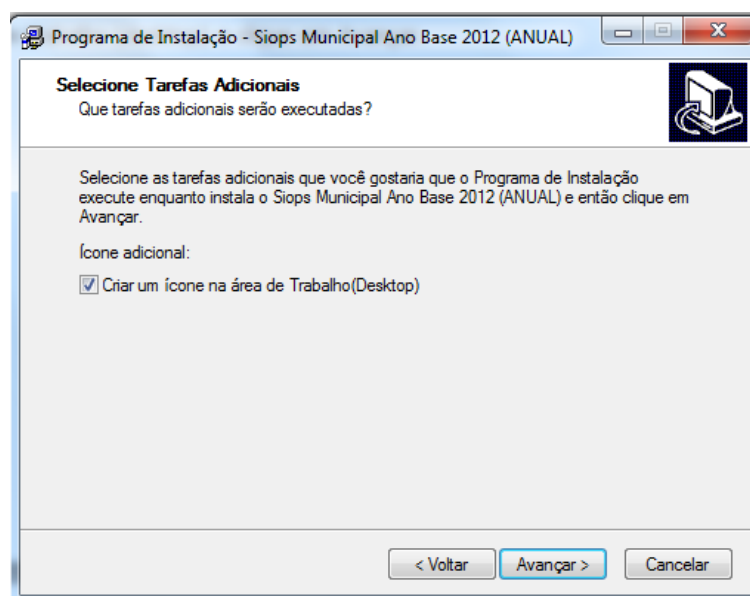 Programa de Instalação - Siops Municipal Ano Base 2012 (ANUAL)
Selecione Tarefas Adicionais
Que tarefas adicionais serão executadas?
Selecione as tarefas adicionais que você gostaria que o Programa de Instalação
execute enquanto instala o Siops Municipal Ano Base 2012 (ANUAL) e então clique em
Avançar.
Ícone adicional:
Criar um ícone na área de Trabalho(Desktop)
< Voltar
Avançar >
Cancelar